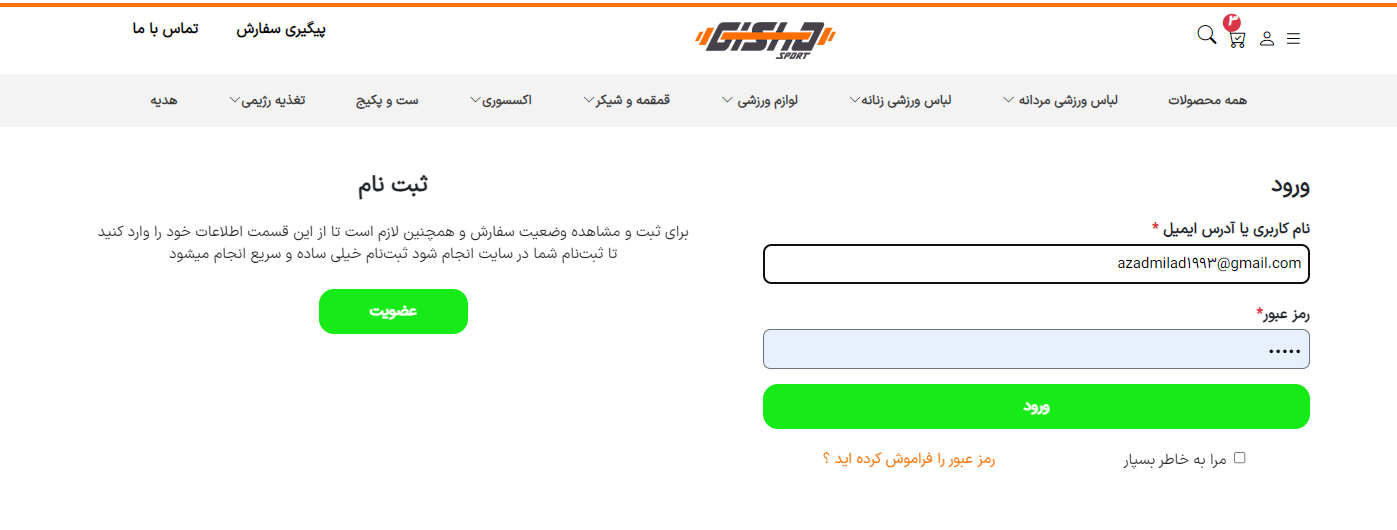 ۳
پیگیری سفارش
تماس با ما
GISHA
SPORT
همه محصولات
لباس ورزشی مردانه
لباس ورزشی زنانه
لوازم ورزشی
قمقمه و شیکر
اکسسوری
ست و پکیج
تغذیه رژیمی
هدیه
ورود
نام کاربری یا آدرس ایمیل *
azadmilad۱۹۹۳@gmail.com
رمز عبور*
•••••
ورود
مرا به خاطر بسپار
رمز عبور را فراموش کرده اید ؟
ثبت نام
برای ثبت و مشاهده وضعیت سفارش و همچنین لازم است تا از این قسمت اطلاعات خود را وارد کنید
تا ثبت‌نام شما در سایت انجام شود ثبت‌نام خیلی ساده و سریع انجام میشود
عضویت